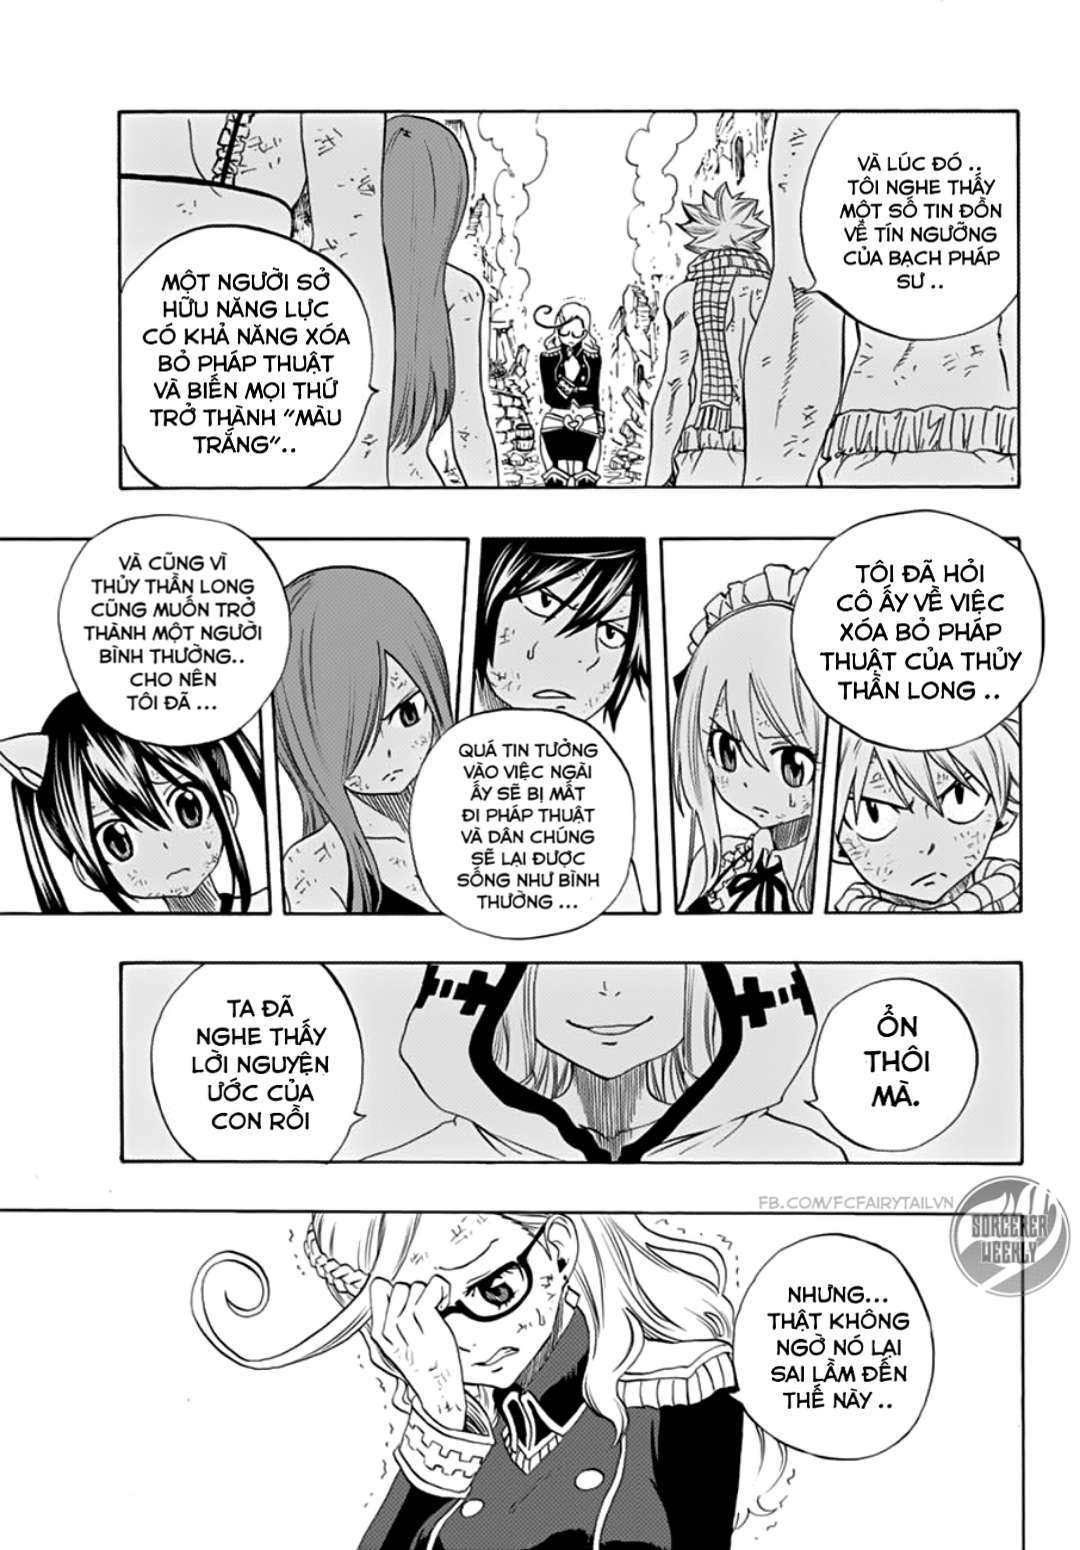 VÀ LÚC ĐÓ ..
TÔI NGHE THẤY
MỘT SỐ TIN ĐỒN
VỀ TÍN NGƯỠNG
CỦA BẠCH PHÁP
SƯ ..
MỘT NGƯỜI SỞ
HỮU NĂNG LỰC
CÓ KHẢ NĂNG XÓA
BỎ PHÁP THUẬT
VÀ BIẾN MỌI THỨ
TRỞ THÀNH “MÀU
TRẮNG”..
TÔI ĐÃ HỎI
CÔ ẤY VỀ VIỆC
XÓA BỎ PHÁP
THUẬT CỦA THỦY
THẦN LONG ..
QUÁ TIN TƯỞNG
VÀO VIỆC NGÀI
ẤY SẼ BỊ MẤT
ĐI PHÁP THUẬT
VÀ DÂN CHÚNG
SẼ LẠI ĐƯỢC
SỐNG NHƯ BÌNH
THƯỜNG ...
VÀ CŨNG VÌ
THỦY THẦN LONG
CŨNG MUỐN TRỞ
THÀNH MỘT NGƯỜI
BÌNH THƯỜNG..
CHO NÊN
TÔI ĐÃ ...
ỔN
THÔI
MÀ.
TA ĐÃ
NGHE THẤY
LỜI NGUYỆN
ƯỚC CỦA
CON RỒI
FB.COM/FCFAIRYTAILVN
SORCERER
WEEKLY
NHƯNG...
THẬT KHÔNG
NGỜ NÓ LẠI
SAI LẦM ĐẾN
THẾ NÀY ..